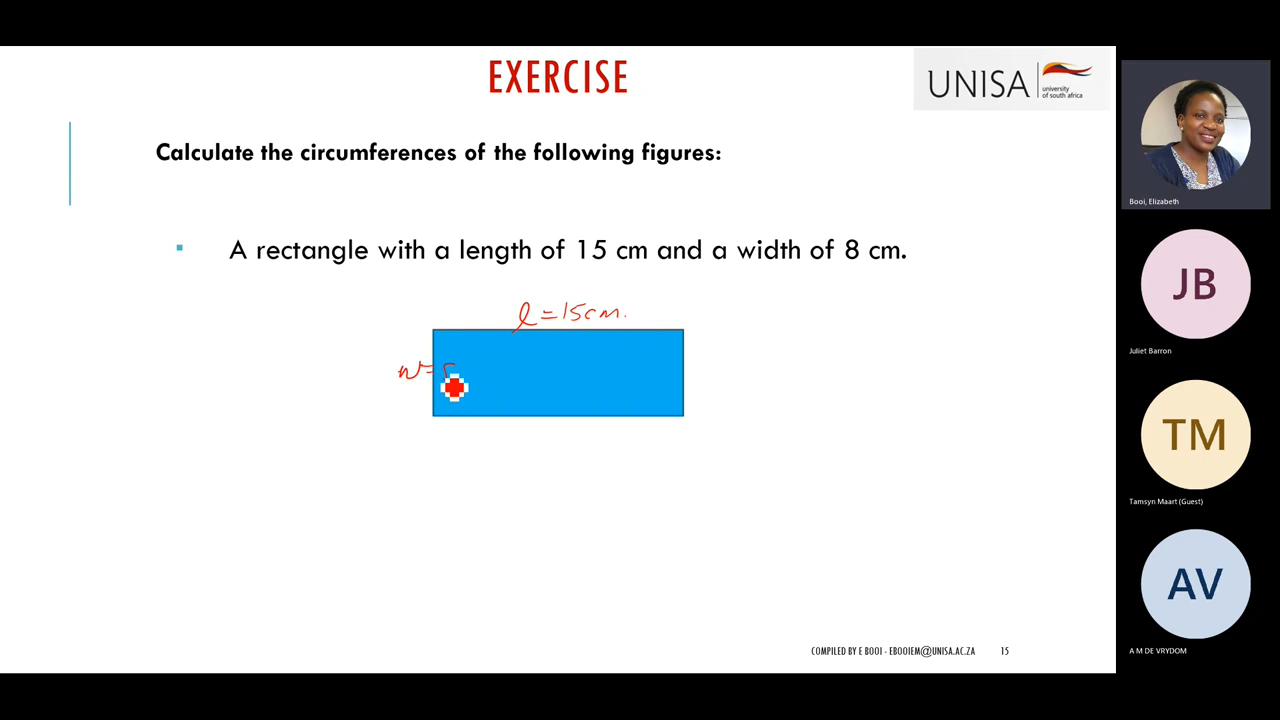 EXERCISE
UNISA
university
of south africa
Calculate the circumferences of the following figures:
A rectangle with a length of 15 cm and a width of 8 cm.
l = 15cm.
w =
COMPILED BY E BOOI - EBOOIEM@UNISA.AC.ZA 15
Booi, Elizabeth
JB
Juliet Barron
TM
Tamsyn Maart (Guest)
AV
A M DE VRYDOM